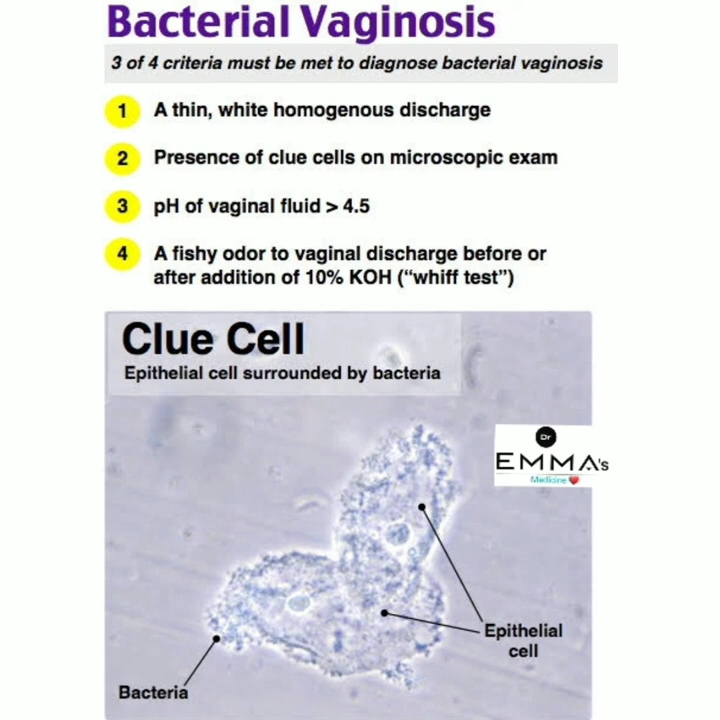 Bacterial Vaginosis
3 of 4 criteria must be met to diagnose bacterial vaginosis
1 A thin, white homogenous discharge
2 Presence of clue cells on microscopic exam
3 pH of vaginal fluid > 4.5
4 A fishy odor to vaginal discharge before or
after addition of 10% KOH (“whiff test”)
Clue Cell
Epithelial cell surrounded by bacteria
Dr
EMMA's
Medicine
Epithelial
cell
Bacteria